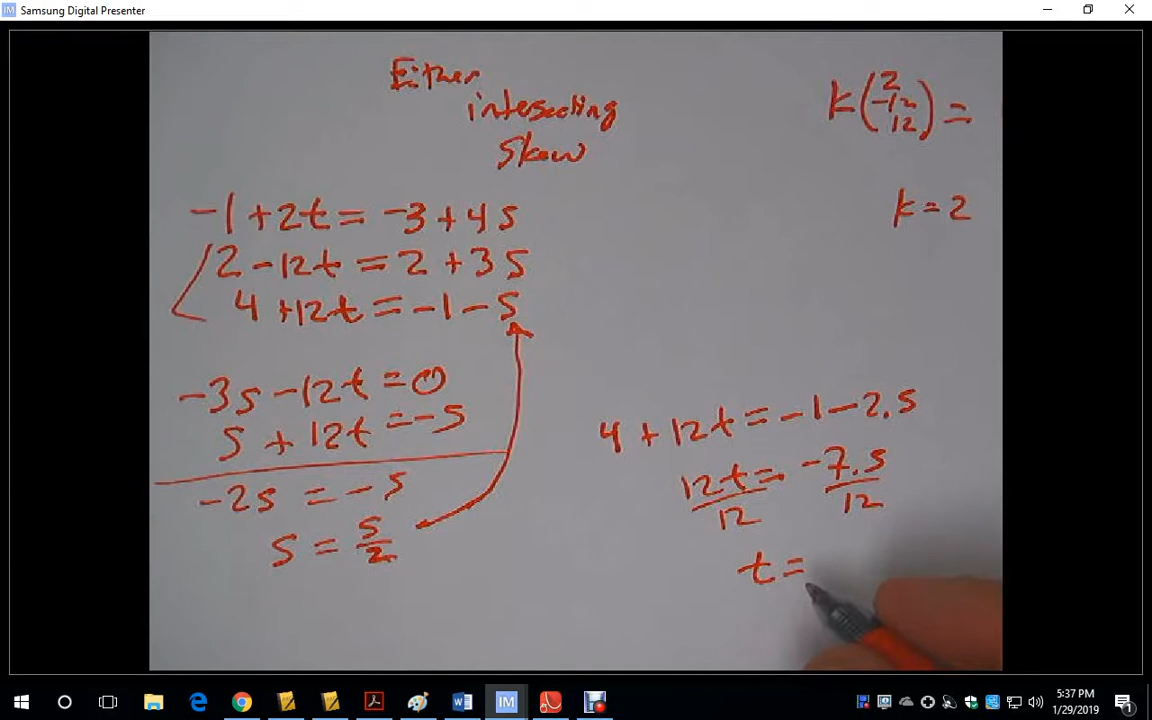 Samsung Digital Presenter
Either
intersecting
skew
k(2 -12 12) =
k = 2
-1 + 2t = -3 + 4s
2 - 12t = 2 + 3s
4 + 12t = -1 - s
-3s - 12t = 0
s + 12t = -5
-2s = -5
s = 5/2
4 + 12t = -1 - 2.5
12t/12 = -7.5/12
t =
5:37 PM
1/29/2019